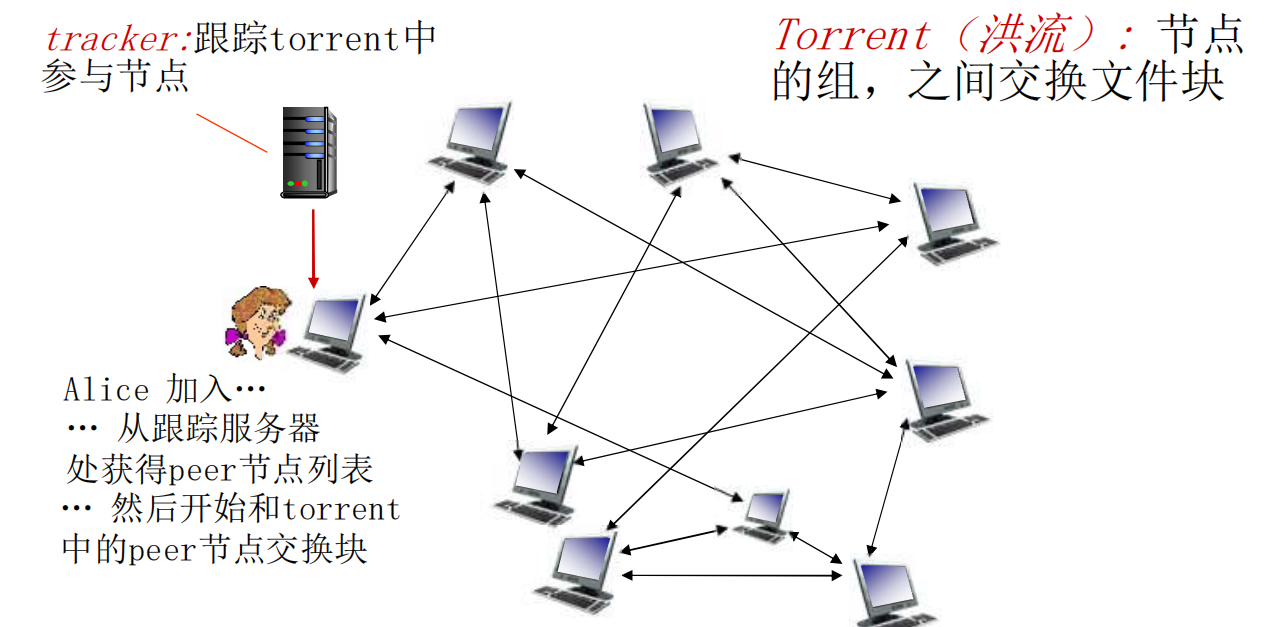 tracker:跟踪torrent中
参与节点
Torrent（洪流）: 节点
的组，之间交换文件块
Alice 加入…
… 从跟踪服务器
处获得peer节点列表
… 然后开始和torrent
中的peer节点交换块